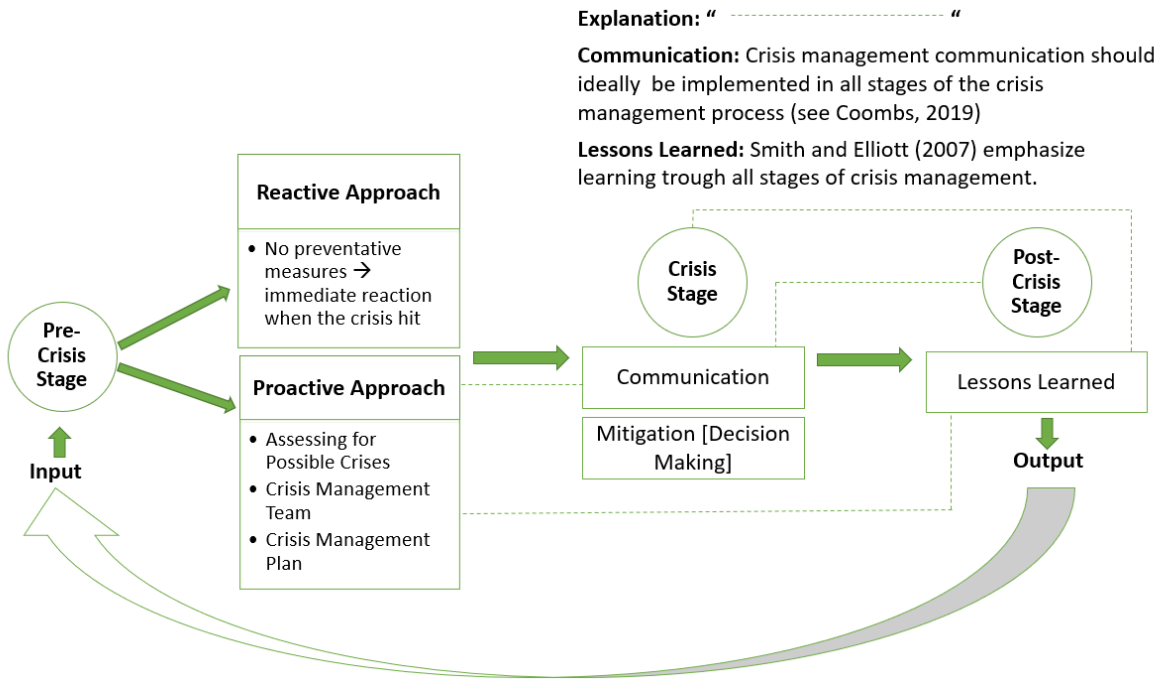 Explanation: “ “
Communication: Crisis management communication should
ideally be implemented in all stages of the crisis
management process (see Coombs, 2019)
Lessons Learned: Smith and Elliott (2007) emphasize
learning trough all stages of crisis management.
Pre-
Crisis
Stage
Input
Reactive Approach
• No preventative
measures →
immediate reaction
when the crisis hit
Proactive Approach
• Assessing for
Possible Crises
• Crisis Management
Team
• Crisis Management
Plan
Crisis
Stage
Communication
Mitigation [Decision
Making]
Post-
Crisis
Stage
Lessons Learned
Output